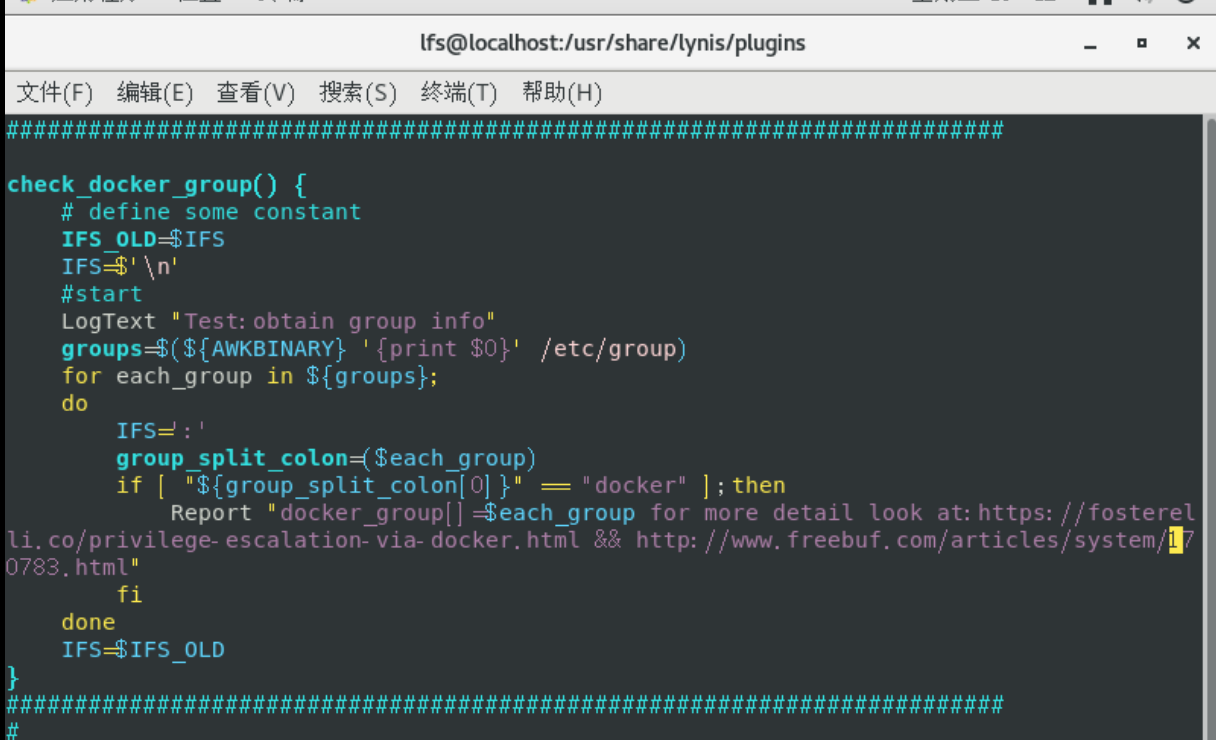 lfs@localhost:/usr/share/lynis/plugins
文件(F) 编辑(E) 查看(V) 搜索(S) 终端(T) 帮助(H)
#########################################################################
check_docker_group() {
    # define some constant
    IFS_OLD=$IFS
    IFS=$'\n'
    #start
    LogText "Test:obtain group info"
    groups=$(${AWKBINARY} '{print $0}' /etc/group)
    for each_group in ${groups};
    do
        IFS=':'
        group_split_colon=($each_group)
        if [ "${group_split_colon[0]}" == "docker" ];then
            Report "docker_group[]=$each_group for more detail look at:https://fosterel
li.co/privilege-escalation-via-docker.html && http://www.freebuf.com/articles/system/17
0783.html"
        fi
    done
    IFS=$IFS_OLD
}
#########################################################################
#